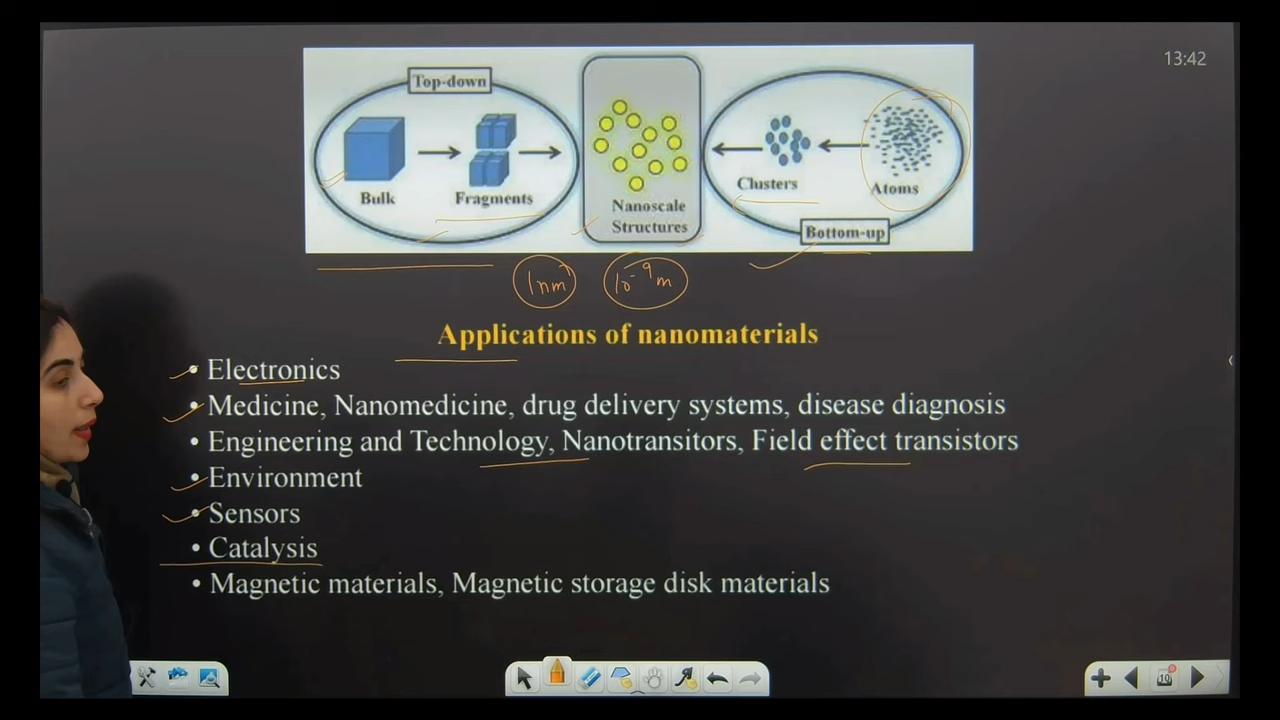 13:42
Top-down
Bulk
Fragments
Nanoscale
Structures
Clusters
Atoms
Bottom-up
1nm
10⁻⁹m
Applications of nanomaterials
• Electronics
• Medicine, Nanomedicine, drug delivery systems, disease diagnosis
• Engineering and Technology, Nanotransitors, Field effect transistors
• Environment
• Sensors
• Catalysis
• Magnetic materials, Magnetic storage disk materials
10